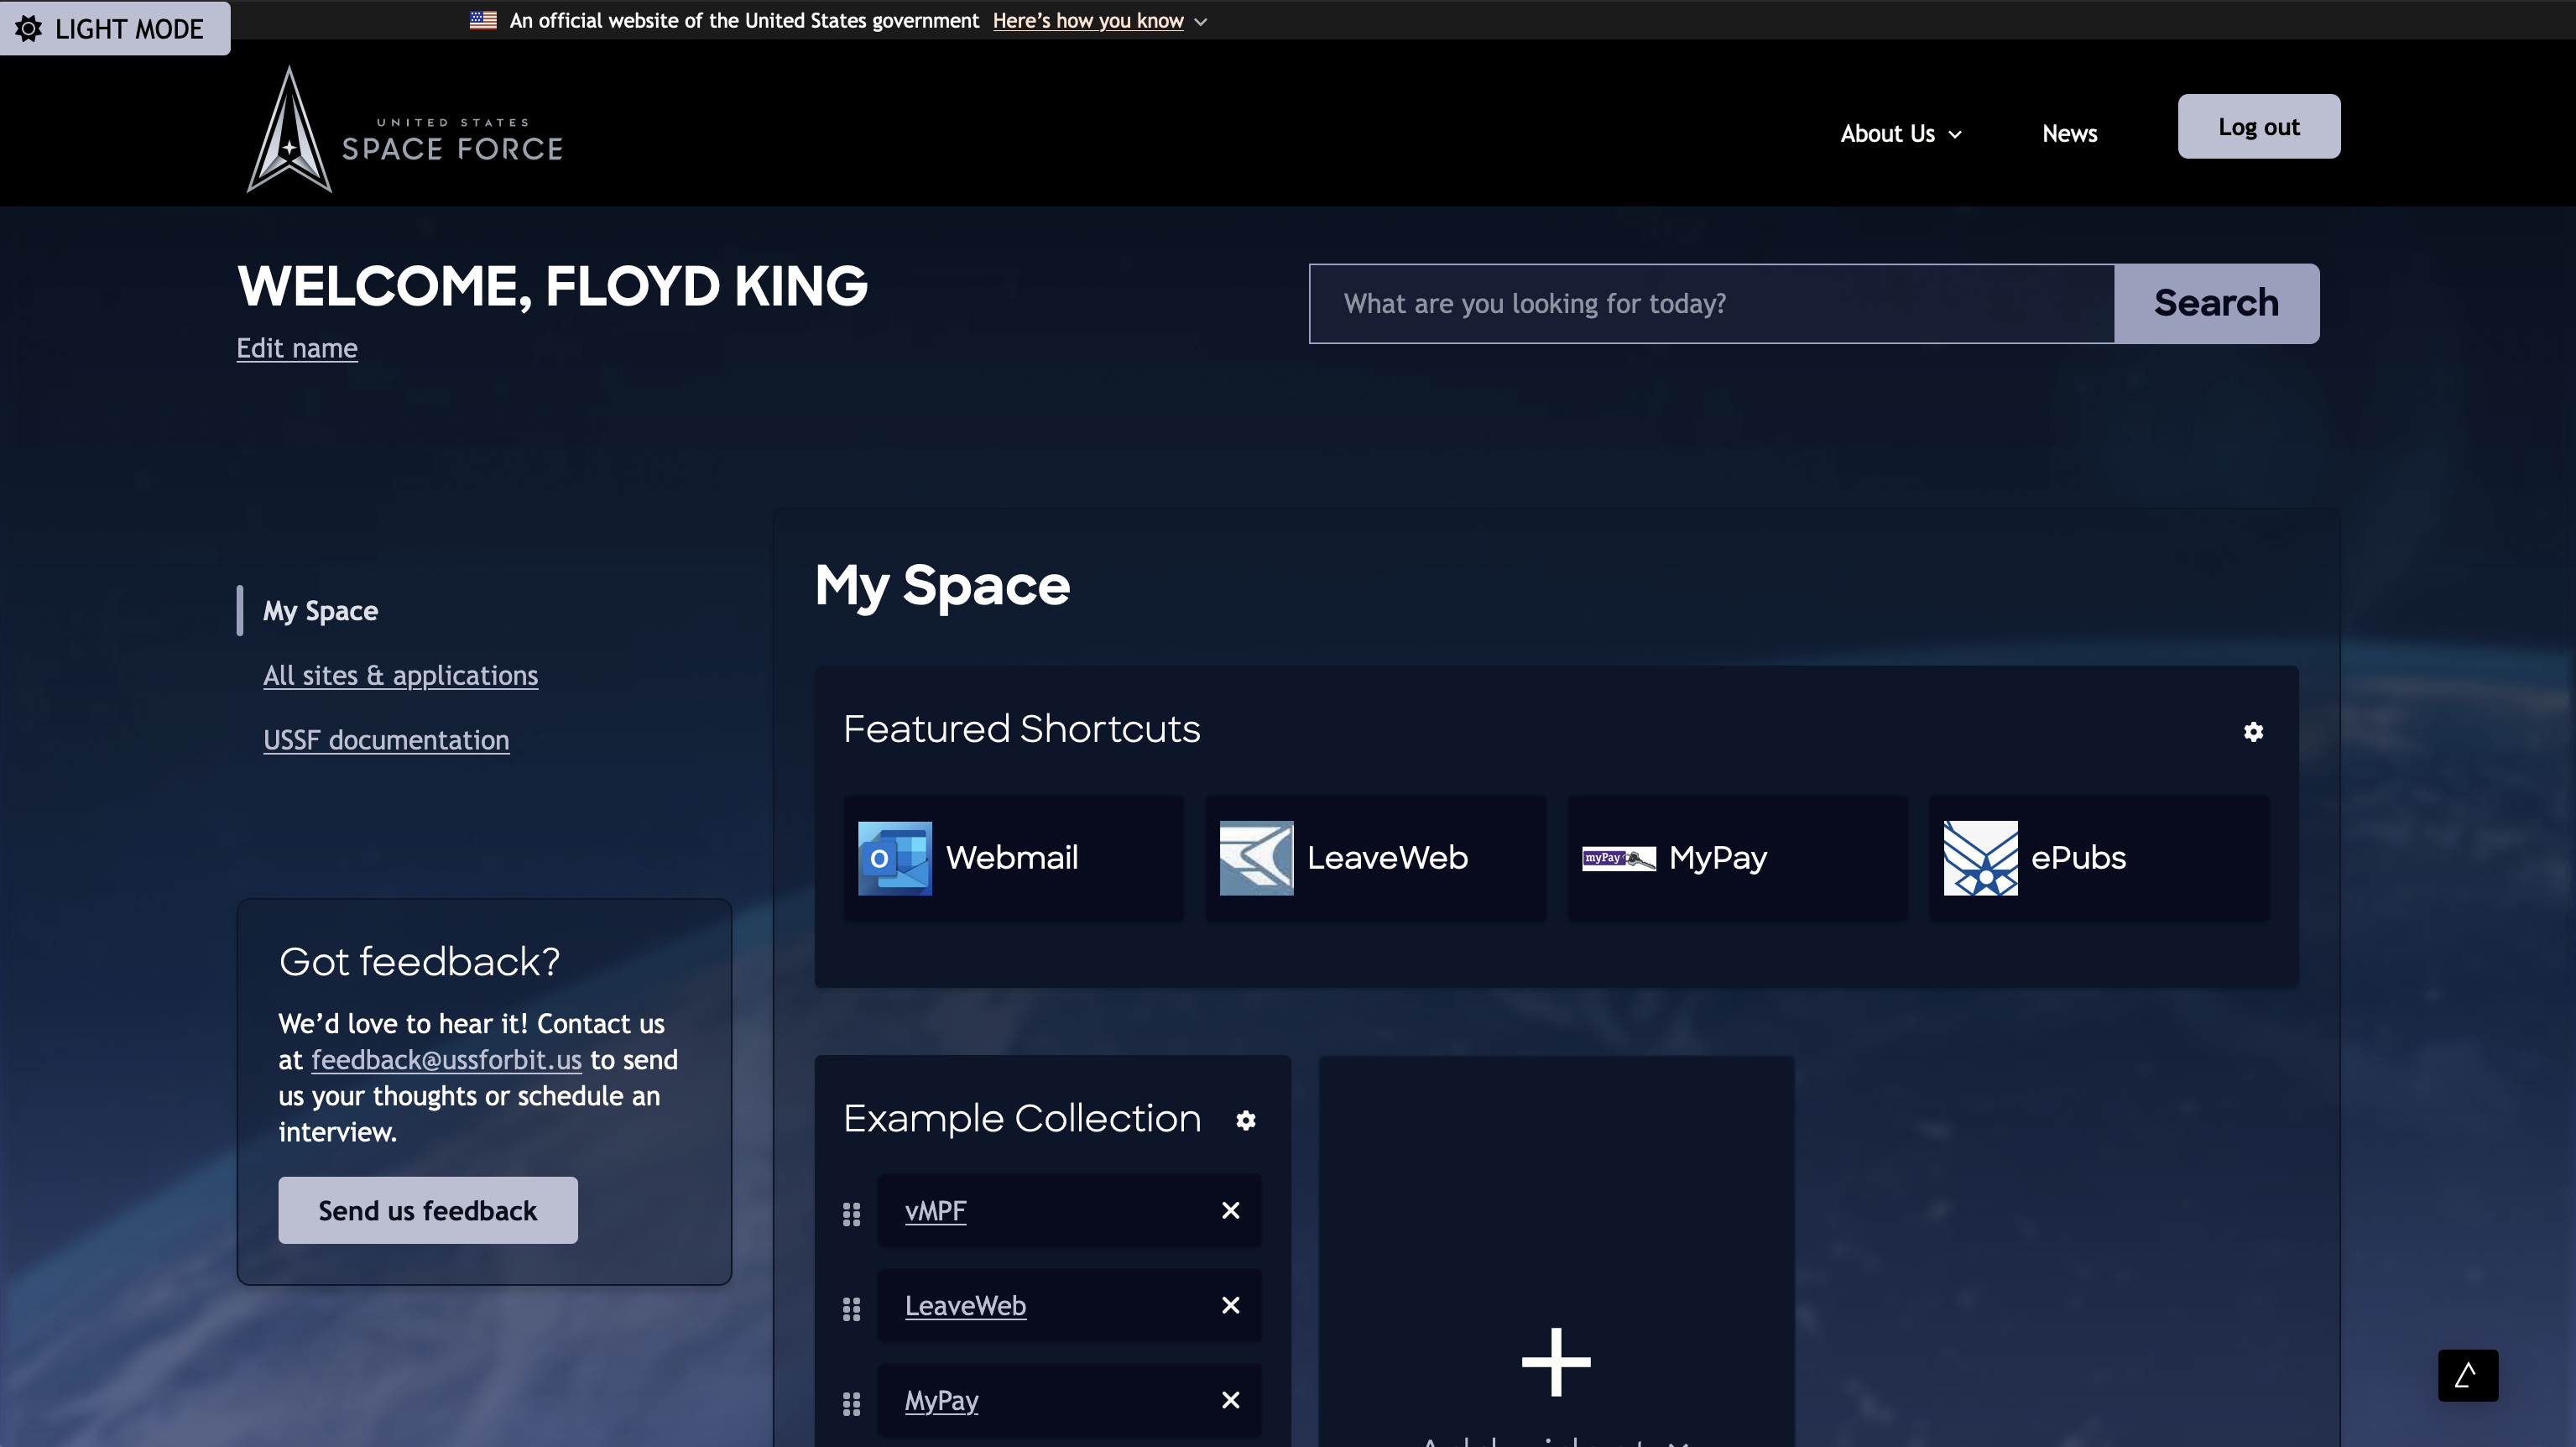 LIGHT MODE
An official website of the United States government Here's how you know
UNITED STATES
SPACE FORCE
About Us
News
Log out
WELCOME, FLOYD KING
Edit name
What are you looking for today?
Search
My Space
All sites & applications
USSF documentation
Got feedback?
We'd love to hear it! Contact us
at feedback@ussforbit.us to send
us your thoughts or schedule an
interview.
Send us feedback
My Space
Featured Shortcuts
O
Webmail
LeaveWeb
myPay
MyPay
ePubs
Example Collection
vMPF
LeaveWeb
MyPay